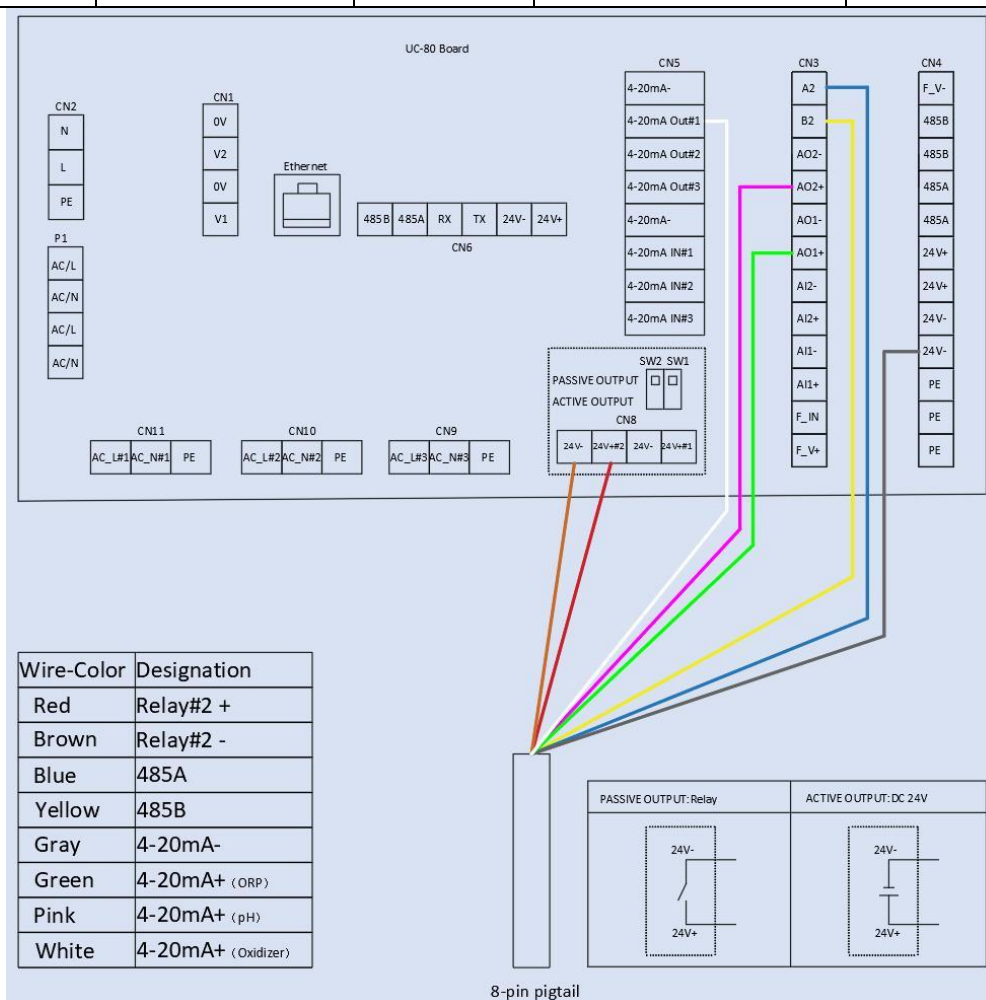 UC-80 Board
CN2
N
L
PE
P1
AC/L
AC/N
AC/L
AC/N
CN1
0V
V2
0V
V1
Ethernet
485B 485A RX TX 24V- 24V+
CN6
CN5
4-20mA-
4-20mA Out#1
4-20mA Out#2
4-20mA Out#3
4-20mA-
4-20mA IN#1
4-20mA IN#2
4-20mA IN#3
CN3
A2
B2
AO2-
AO2+
AO1-
AO1+
AI2-
AI2+
AI1-
AI1+
F_IN
F_V+
CN4
F_V-
485B
485B
485A
485A
24V+
24V+
24V-
24V-
PE
PE
PE
SW2 SW1
PASSIVE OUTPUT
ACTIVE OUTPUT
CN8
24V- 24V+#2 24V- 24V+#1
CN11
AC_L#1 AC_N#1 PE
CN10
AC_L#2 AC_N#2 PE
CN9
AC_L#3 AC_N#3 PE
Wire-Color Designation
Red Relay#2 +
Brown Relay#2 -
Blue 485A
Yellow 485B
Gray 4-20mA-
Green 4-20mA+ (ORP)
Pink 4-20mA+ (pH)
White 4-20mA+ (Oxidizer)
8-pin pigtail
PASSIVE OUTPUT:Relay
24V-
24V+
ACTIVE OUTPUT:DC 24V
24V-
24V+